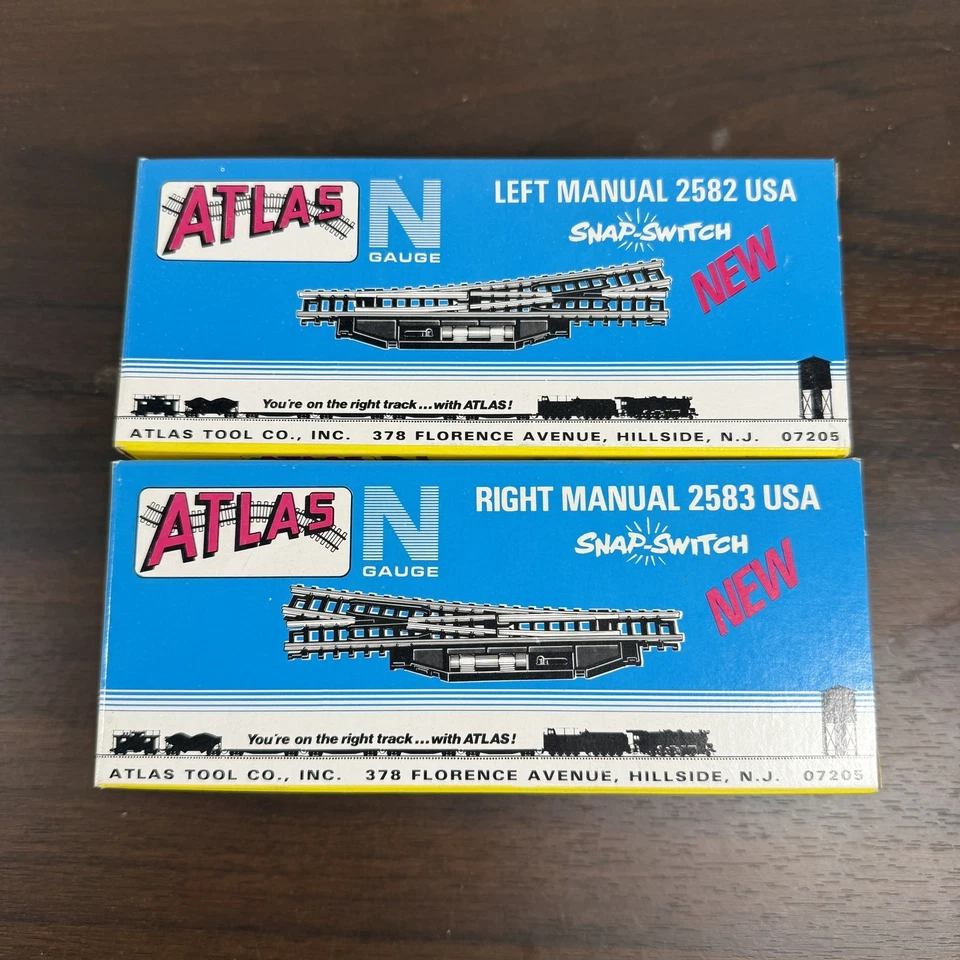 ATLAS
N
GAUGE
LEFT MANUAL 2582 USA
SNAP-SWITCH
NEW
You're on the right track...with ATLAS!
ATLAS TOOL CO., INC. 378 FLORENCE AVENUE, HILLSIDE, N.J. 07205
ATLAS
N
GAUGE
RIGHT MANUAL 2583 USA
SNAP-SWITCH
NEW
You're on the right track...with ATLAS!
ATLAS TOOL CO., INC. 378 FLORENCE AVENUE, HILLSIDE, N.J. 07205